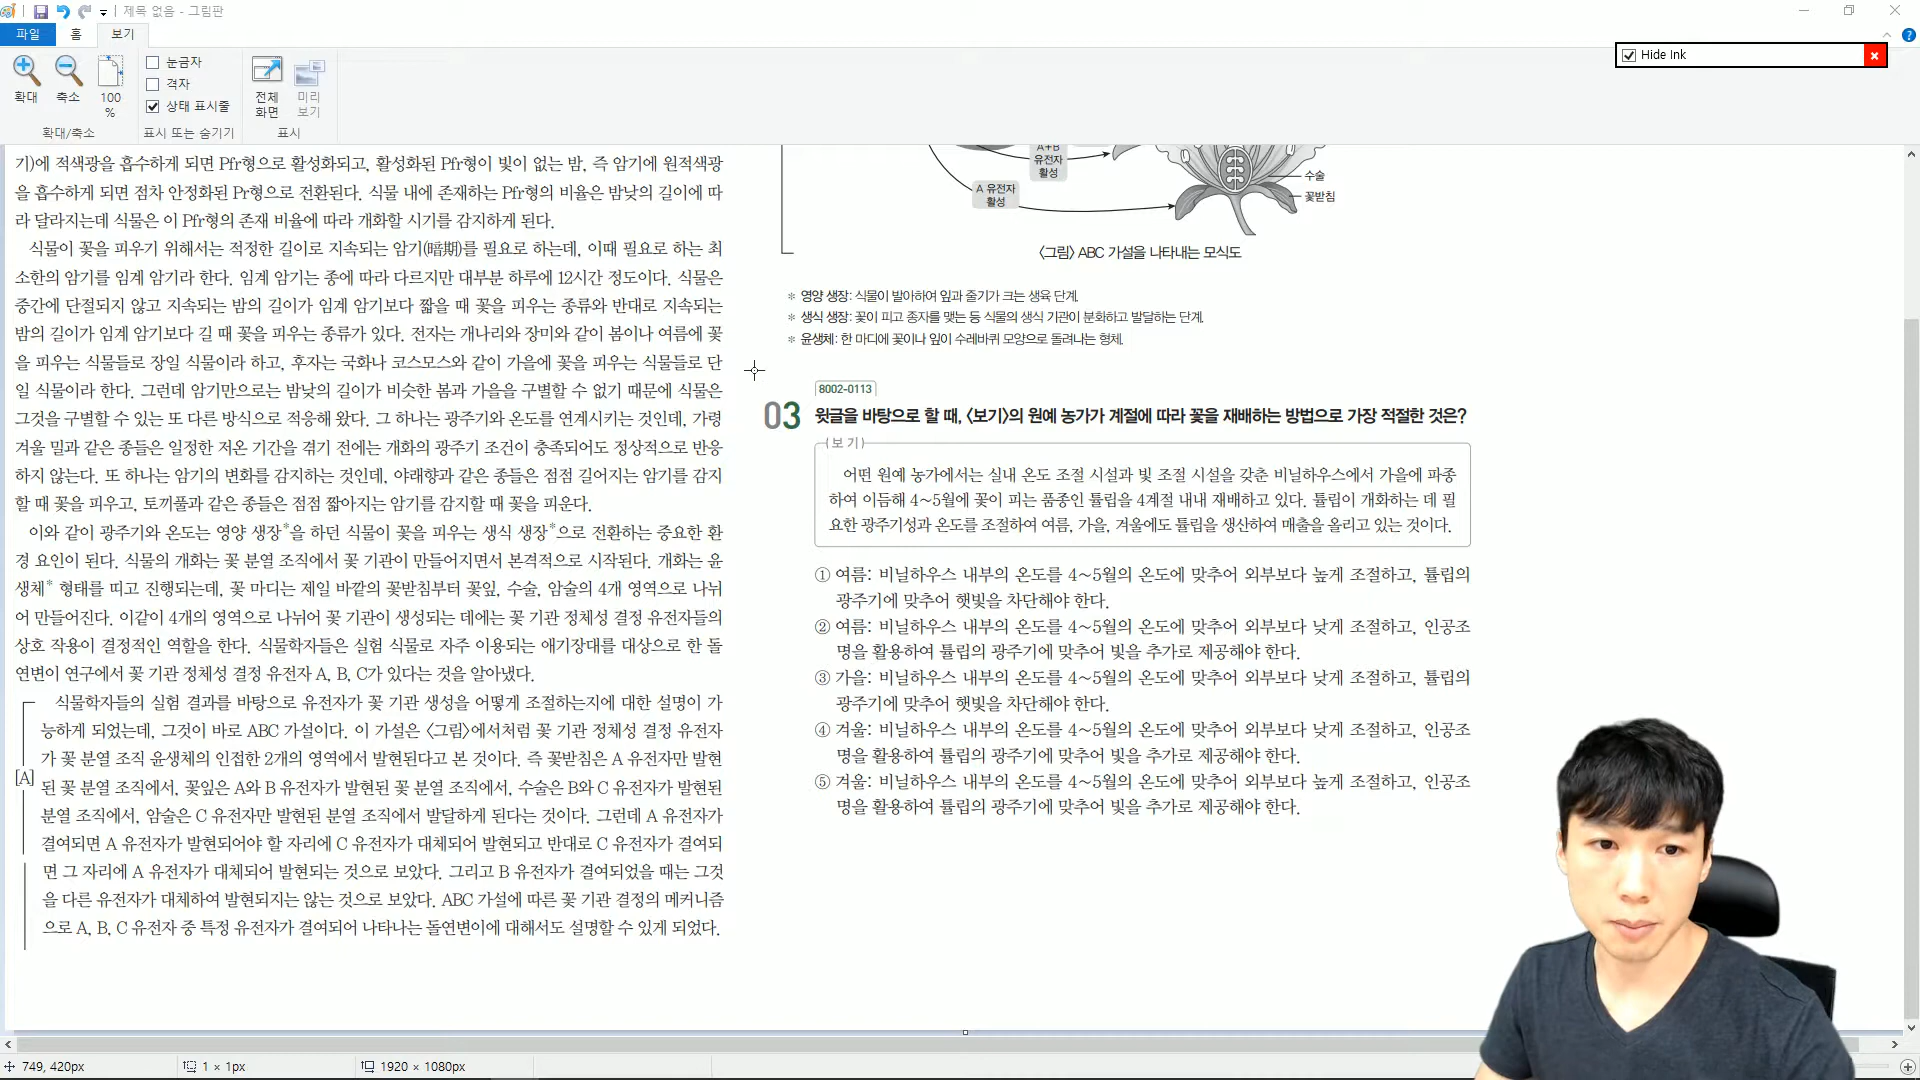 제목 없음 - 그림판
파일 홈 보기
확대 축소 100 %
확대/축소
눈금자
격자
상태 표시줄
표시 또는 숨기기
전체 화면
미리 보기
표시
Hide Ink
기)에 적색광을 흡수하게 되면 Pfr형으로 활성화되고, 활성화된 Pfr형이 빛이 없는 밤, 즉 암기에 원적색광
을 흡수하게 되면 점차 안정화된 Pr형으로 전환된다. 식물 내에 존재하는 Pfr형의 비율은 밤낮의 길이에 따
라 달라지는데 식물은 이 Pfr형의 존재 비율에 따라 개화할 시기를 감지하게 된다.
식물이 꽃을 피우기 위해서는 적정한 길이로 지속되는 암기(暗期)를 필요로 하는데, 이때 필요로 하는 최
소한의 암기를 임계 암기라 한다. 임계 암기는 종에 따라 다르지만 대부분 하루에 12시간 정도이다. 식물은
중간에 단절되지 않고 지속되는 밤의 길이가 임계 암기보다 짧을 때 꽃을 피우는 종류와 반대로 지속되는
밤의 길이가 임계 암기보다 길 때 꽃을 피우는 종류가 있다. 전자는 개나리와 장미와 같이 봄이나 여름에 꽃
을 피우는 식물들로 장일 식물이라 하고, 후자는 국화나 코스모스와 같이 가을에 꽃을 피우는 식물들로 단
일 식물이라 한다. 그런데 암기만으로는 밤낮의 길이가 비슷한 봄과 가을을 구별할 수 없기 때문에 식물은
그것을 구별할 수 있는 또 다른 방식으로 적응해 왔다. 그 하나는 광주기와 온도를 연계시키는 것인데, 가령
겨울 밀과 같은 종들은 일정한 저온 기간을 겪기 전에는 개화의 광주기 조건이 충족되어도 정상적으로 반응
하지 않는다. 또 하나는 암기의 변화를 감지하는 것인데, 야래향과 같은 종들은 점점 길어지는 암기를 감지
할 때 꽃을 피우고, 토끼풀과 같은 종들은 점점 짧아지는 암기를 감지할 때 꽃을 피운다.
이와 같이 광주기와 온도는 영양 생장*을 하던 식물이 꽃을 피우는 생식 생장*으로 전환하는 중요한 환
경 요인이 된다. 식물의 개화는 꽃 분열 조직에서 꽃 기관이 만들어지면서 본격적으로 시작된다. 개화는 윤
생체* 형태를 띠고 진행되는데, 꽃 마디는 제일 바깥의 꽃받침부터 꽃잎, 수술, 암술의 4개 영역으로 나뉘
어 만들어진다. 이같이 4개의 영역으로 나뉘어 꽃 기관이 생성되는 데에는 꽃 기관 정체성 결정 유전자들의
상호 작용이 결정적인 역할을 한다. 식물학자들은 실험 식물로 자주 이용되는 애기장대를 대상으로 한 돌
연변이 연구에서 꽃 기관 정체성 결정 유전자 A, B, C가 있다는 것을 알아냈다.
[A]
식물학자들의 실험 결과를 바탕으로 유전자가 꽃 기관 생성을 어떻게 조절하는지에 대한 설명이 가
능하게 되었는데, 그것이 바로 ABC 가설이다. 이 가설은 〈그림〉에서처럼 꽃 기관 정체성 결정 유전자
가 꽃 분열 조직 윤생체의 인접한 2개의 영역에서 발현된다고 본 것이다. 즉 꽃받침은 A 유전자만 발현
된 꽃 분열 조직에서, 꽃잎은 A와 B 유전자가 발현된 꽃 분열 조직에서, 수술은 B와 C 유전자가 발현된
분열 조직에서, 암술은 C 유전자만 발현된 분열 조직에서 발달하게 된다는 것이다. 그런데 A 유전자가
결여되면 A 유전자가 발현되어야 할 자리에 C 유전자가 대체되어 발현되고 반대로 C 유전자가 결여되
면 그 자리에 A 유전자가 대체되어 발현되는 것으로 보았다. 그리고 B 유전자가 결여되었을 때는 그것
을 다른 유전자가 대체하여 발현되지는 않는 것으로 보았다. ABC 가설에 따른 꽃 기관 결정의 메커니즘
으로 A, B, C 유전자 중 특정 유전자가 결여되어 나타나는 돌연변이에 대해서도 설명할 수 있게 되었다.
A+B
유전자
활성
A 유전자
활성
수술
꽃받침
〈그림〉 ABC 가설을 나타내는 모식도
* 영양 생장: 식물이 발아하여 잎과 줄기가 크는 생육 단계.
* 생식 생장: 꽃이 피고 종자를 맺는 등 식물의 생식 기관이 분화하고 발달하는 단계.
* 윤생체: 한 마디에 꽃이나 잎이 수레바퀴 모양으로 돌려나는 형체.
8002-0113
03 윗글을 바탕으로 할 때, 〈보기〉의 원예 농가가 계절에 따라 꽃을 재배하는 방법으로 가장 적절한 것은?
보기
어떤 원예 농가에서는 실내 온도 조절 시설과 빛 조절 시설을 갖춘 비닐하우스에서 가을에 파종
하여 이듬해 4~5월에 꽃이 피는 품종인 튤립을 4계절 내내 재배하고 있다. 튤립이 개화하는 데 필
요한 광주기성과 온도를 조절하여 여름, 가을, 겨울에도 튤립을 생산하여 매출을 올리고 있는 것이다.
① 여름: 비닐하우스 내부의 온도를 4~5월의 온도에 맞추어 외부보다 높게 조절하고, 튤립의
광주기에 맞추어 햇빛을 차단해야 한다.
② 여름: 비닐하우스 내부의 온도를 4~5월의 온도에 맞추어 외부보다 낮게 조절하고, 인공조
명을 활용하여 튤립의 광주기에 맞추어 빛을 추가로 제공해야 한다.
③ 가을: 비닐하우스 내부의 온도를 4~5월의 온도에 맞추어 외부보다 낮게 조절하고, 튤립의
광주기에 맞추어 햇빛을 차단해야 한다.
④ 겨울: 비닐하우스 내부의 온도를 4~5월의 온도에 맞추어 외부보다 낮게 조절하고, 인공조
명을 활용하여 튤립의 광주기에 맞추어 빛을 추가로 제공해야 한다.
⑤ 겨울: 비닐하우스 내부의 온도를 4~5월의 온도에 맞추어 외부보다 높게 조절하고, 인공조
명을 활용하여 튤립의 광주기에 맞추어 빛을 추가로 제공해야 한다.
749, 420px
1 × 1px
1920 × 1080px